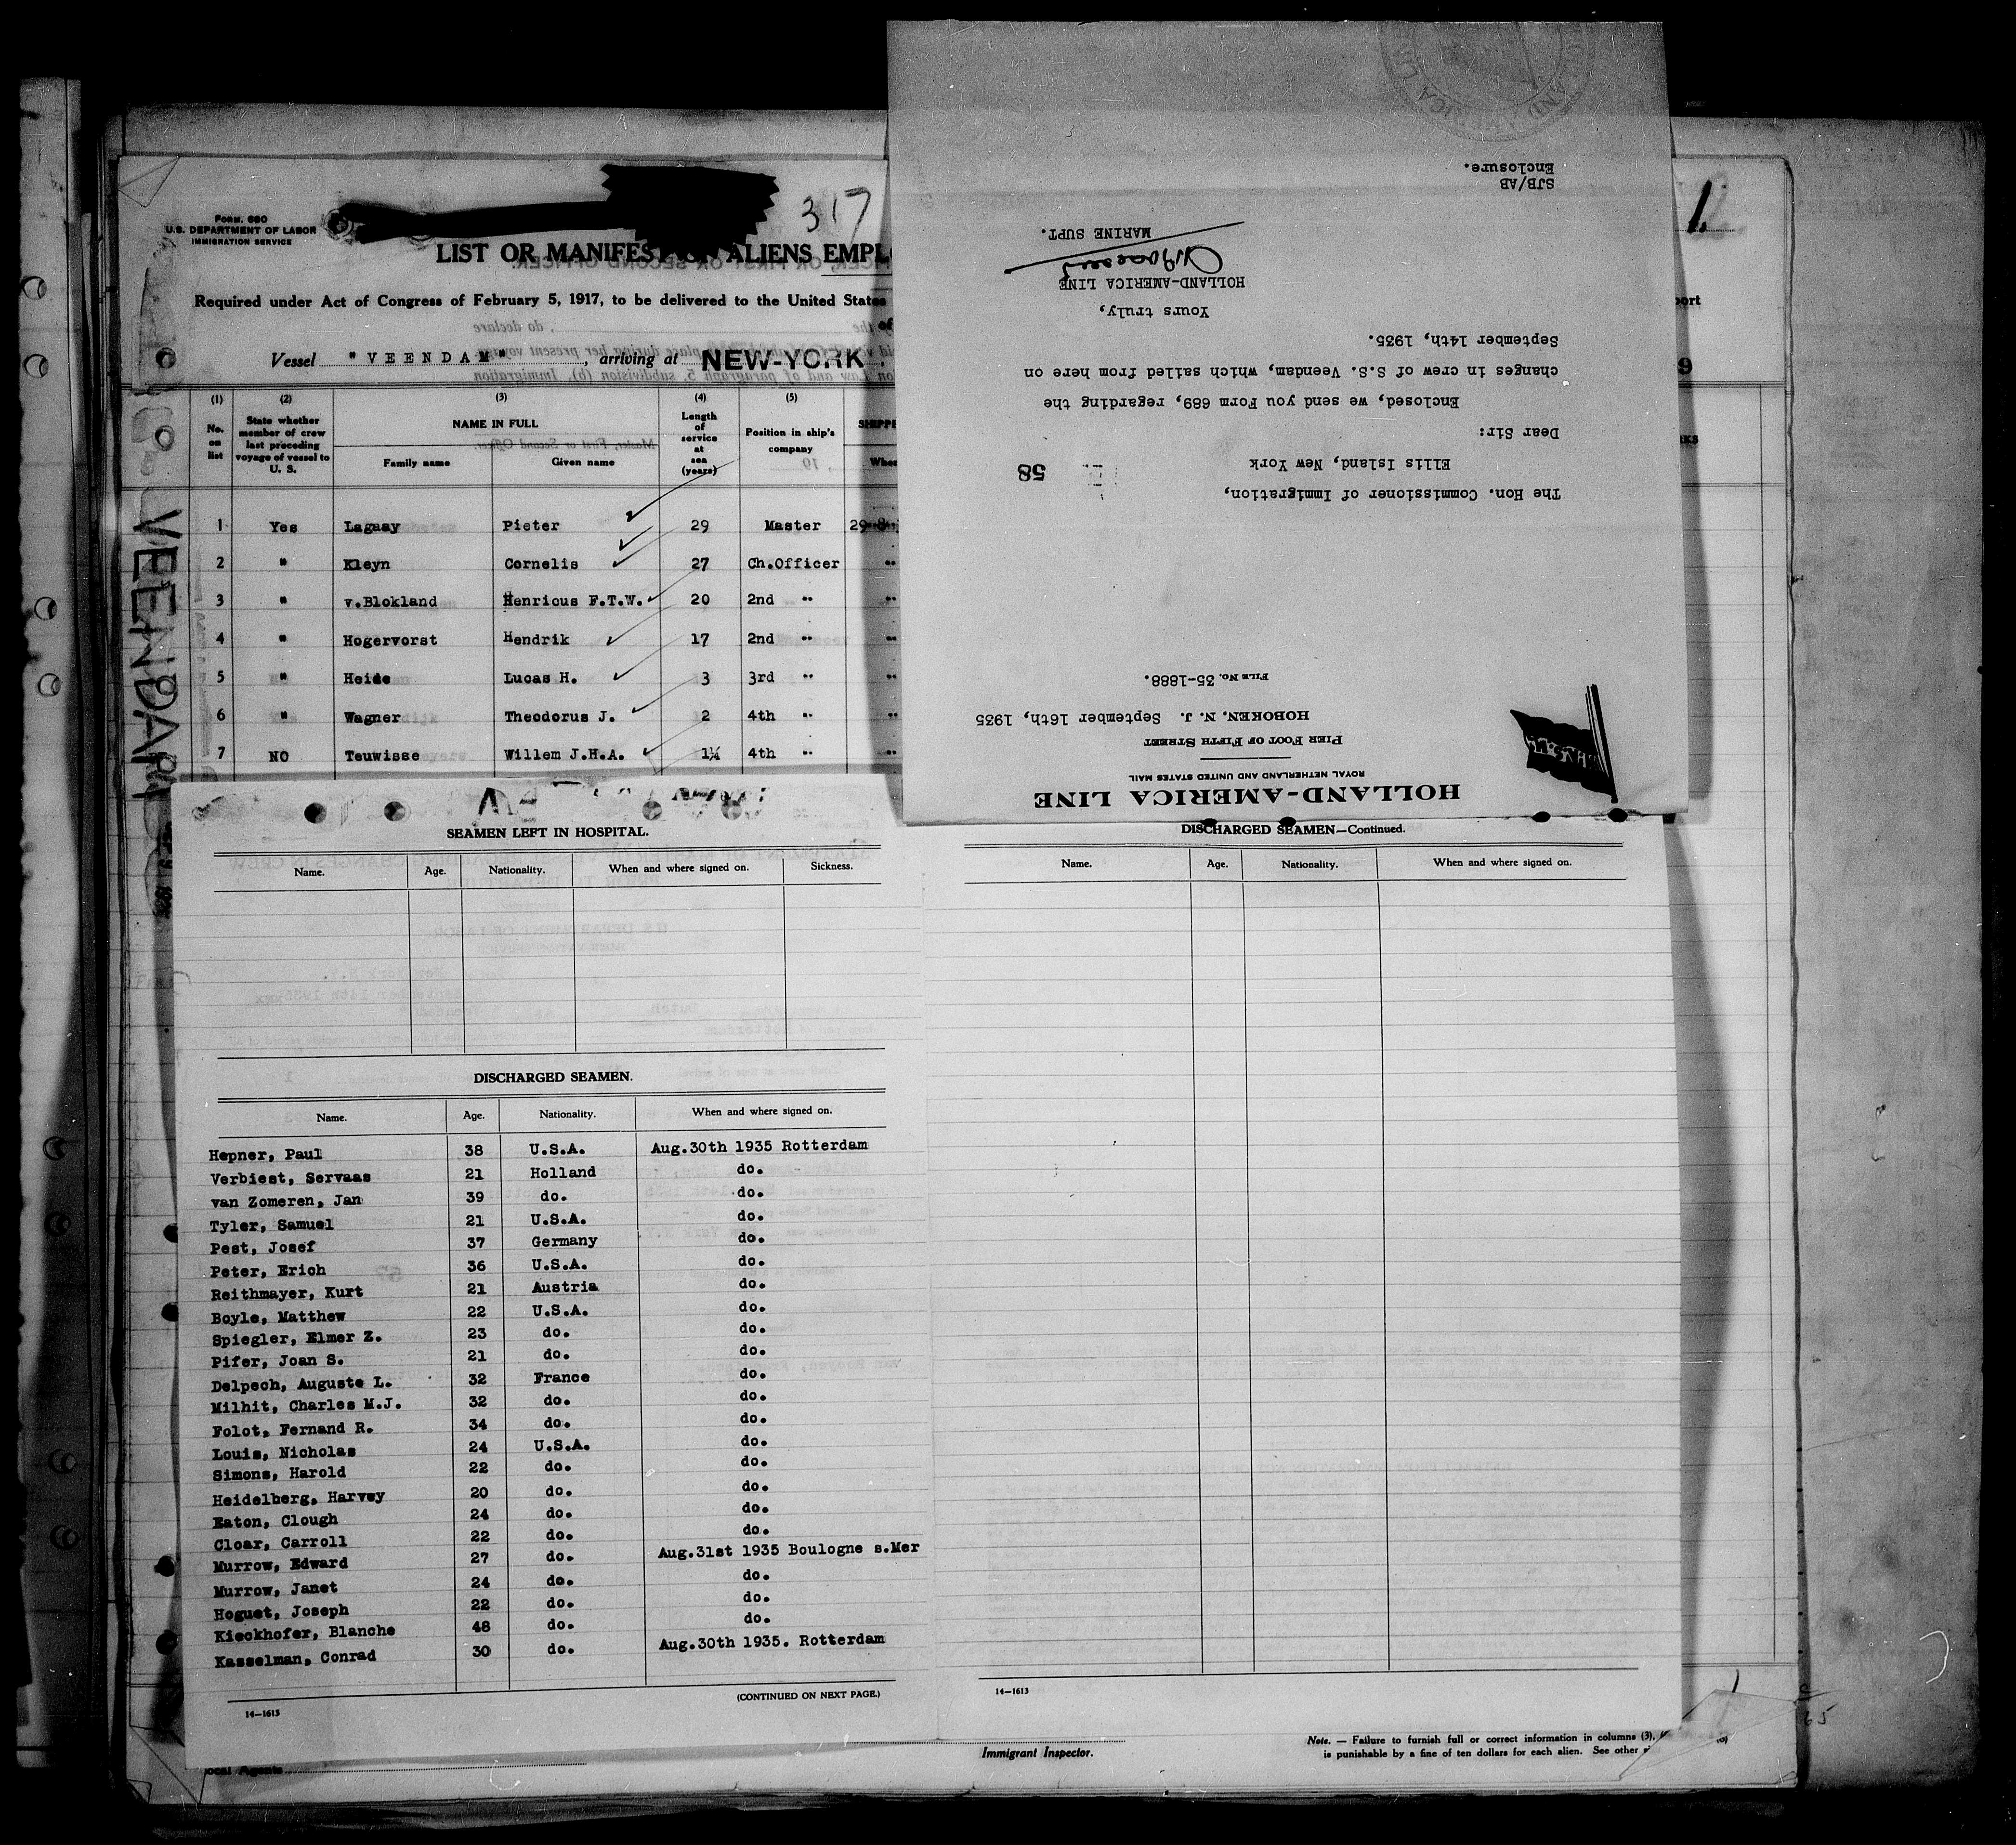 317
FORM. 680
U.S. DEPARTMENT OF LABOR
IMMIGRATION SERVICE
LIST OR MANIFEST ALIENS EMPL
Required under Act of Congress of February 5, 1917, to be delivered to the United States
Vessel "VEENDAM", arriving at NEW-YORK
(1) (2) (3) (4) (5)
No. on list State whether member of crew last preceding voyage of vessel to U. S. NAME IN FULL Family name Given name Length of service at sea (years) Position in ship's company
1 Yes Lagaay Pieter 29 Master 29-8-
2 " Kleyn Cornelis 27 Ch.Officer "
3 " v.Blokland Henricus F.T.W. 20 2nd " "
4 " Hogervorst Hendrik 17 2nd " "
5 " Heide Lucas H. 3 3rd " "
6 " Wagner Theodorus J. 2 4th " "
7 NO Teuwisse Willem J.H.A. 1¼ 4th " "
VEENDAM
HOLLAND-AMERICA LINE
ROYAL NETHERLAND AND UNITED STATES MAIL
PIER FOOT OF FIFTH STREET
HOBOKEN, N. J. September 16th, 1935
FILE NO. 35-1888.
The Hon. Commissioner of Immigration,
Ellis Island, New York
58
Dear Sir:
Enclosed, we send you Form 689, regarding the
changes in crew of S.S. Veendam, which sailed from here on
September 14th, 1935.
Yours truly,
HOLLAND-AMERICA LINE
MARINE SUPT.
SJB/AB
Enclosure.
1.
ort
9
KS
SEAMEN LEFT IN HOSPITAL.
Name. Age. Nationality. When and where signed on. Sickness.
DISCHARGED SEAMEN.
Name. Age. Nationality. When and where signed on.
Hepner, Paul 38 U.S.A. Aug.30th 1935 Rotterdam
Verbiest, Servaas 21 Holland do.
van Zomeren, Jan 39 do. do.
Tyler, Samuel 21 U.S.A. do.
Pest, Josef 37 Germany do.
Peter, Erich 36 U.S.A. do.
Reithmayer, Kurt 21 Austria do.
Boyle, Matthew 22 U.S.A. do.
Spiegler, Elmer Z. 23 do. do.
Pifer, Joan S. 21 do. do.
Delpech, Auguste L. 32 France do.
Milhit, Charles M.J. 32 do. do.
Folot, Fernand R. 34 do. do.
Louis, Nicholas 24 U.S.A. do.
Simons, Harold 22 do. do.
Heidelberg, Harvey 20 do. do.
Eaton, Clough 24 do. do.
Cloar, Carroll 22 do. do.
Murrow, Edward 27 do. Aug.31st 1935 Boulogne s.Mer
Murrow, Janet 24 do. do.
Hoguet, Joseph 22 do. do.
Kieckhofer, Blanche 48 do. do.
Kasselman, Conrad 30 do. Aug.30th 1935. Rotterdam
(CONTINUED ON NEXT PAGE.)
14—1613
DISCHARGED SEAMEN—Continued.
Name. Age. Nationality. When and where signed on.
14—1613
Immigrant Inspector.
Note. — Failure to furnish full or correct information in columns (3),
is punishable by a fine of ten dollars for each alien. See other
ocal Agents
65